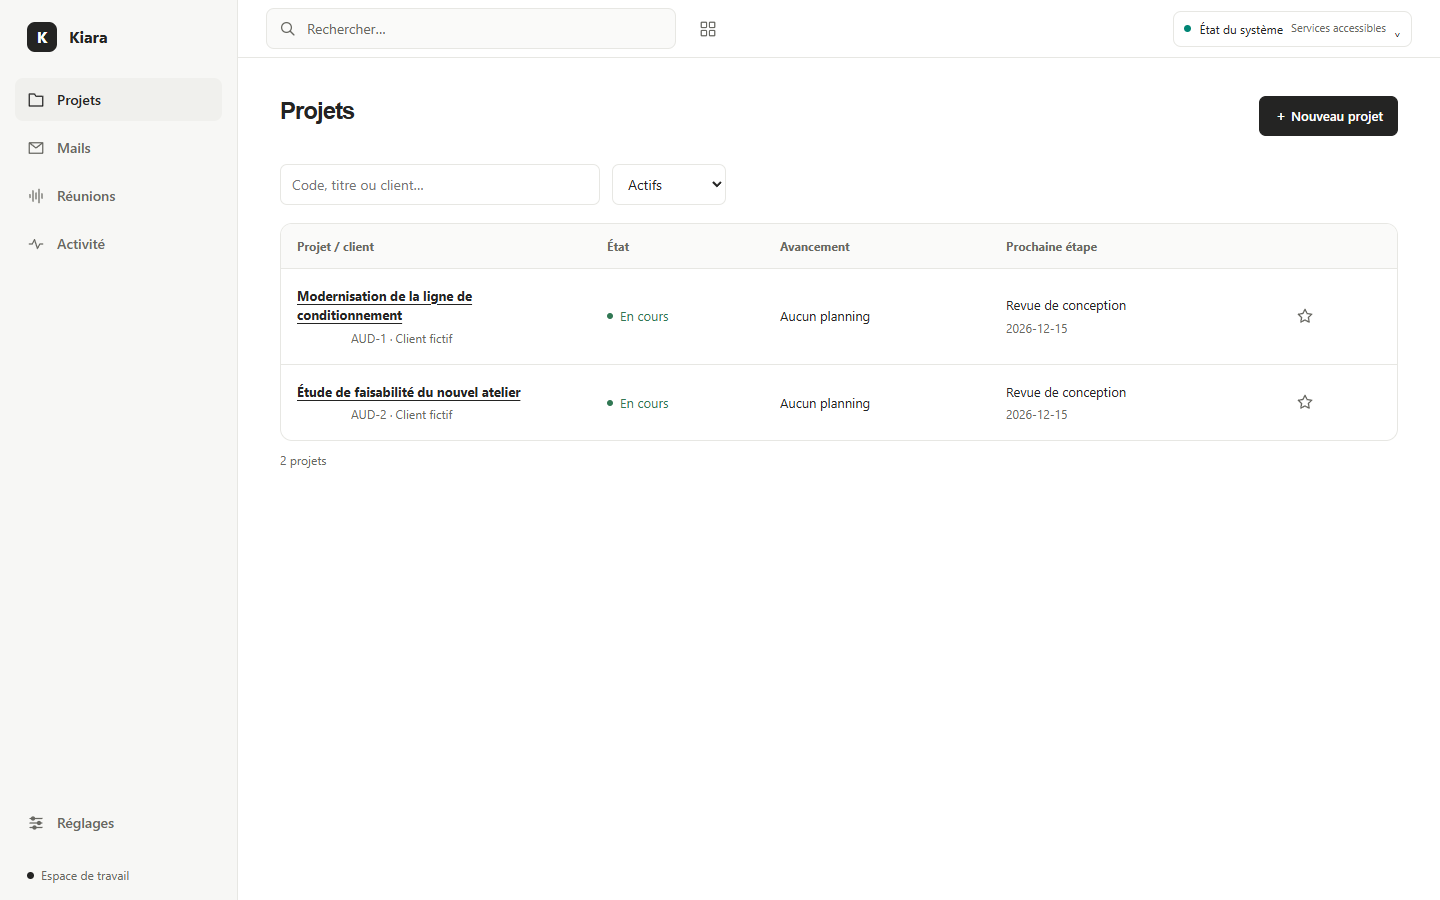 K Kiara
Rechercher...
État du système Services accessibles
Projets
Mails
Réunions
Activité
Réglages
Espace de travail
Projets
+ Nouveau projet
Code, titre ou client...
Actifs
Projet / client État Avancement Prochaine étape
Modernisation de la ligne de
conditionnement
AUD-1 · Client fictif
En cours
Aucun planning
Revue de conception
2026-12-15
Étude de faisabilité du nouvel atelier
AUD-2 · Client fictif
En cours
Aucun planning
Revue de conception
2026-12-15
2 projets